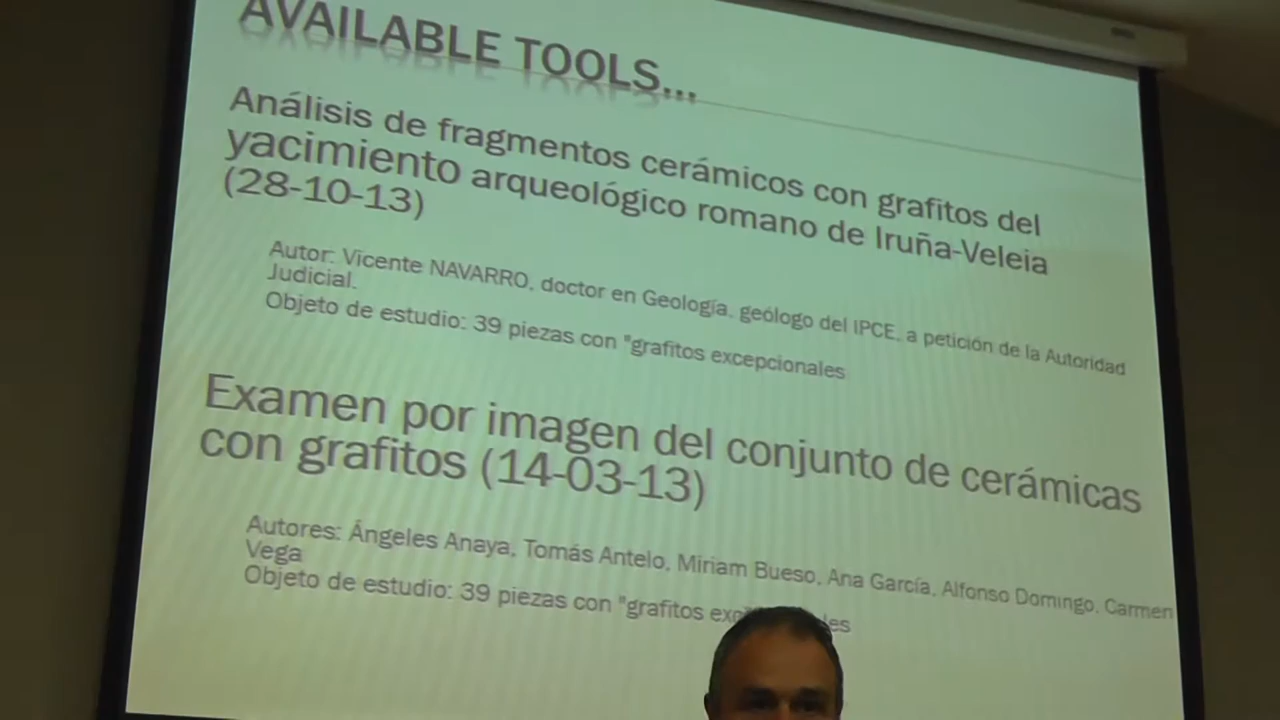 AVAILABLE TOOLS...
Análisis de fragmentos cerámicos con grafitos del
yacimiento arqueológico romano de Iruña-Veleia
(28-10-13)
Autor: Vicente NAVARRO, doctor en Geología, geólogo del IPCE, a petición de la Autoridad
Judicial.
Objeto de estudio: 39 piezas con "grafitos excepcionales
Examen por imagen del conjunto de cerámicas
con grafitos (14-03-13)
Autores: Ángeles Anaya, Tomás Antelo, Miriam Bueso, Ana García, Alfonso Domingo, Carmen
Vega
Objeto de estudio: 39 piezas con "grafitos